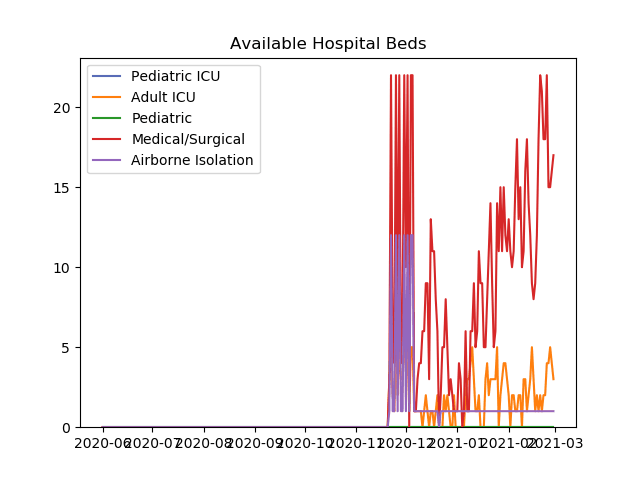 Available Hospital Beds
Pediatric ICU
Adult ICU
Pediatric
Medical/Surgical
Airborne Isolation
20
15
10
5
0
2020-06 2020-07 2020-08 2020-09 2020-10 2020-11 2020-12 2021-01 2021-02 2021-03